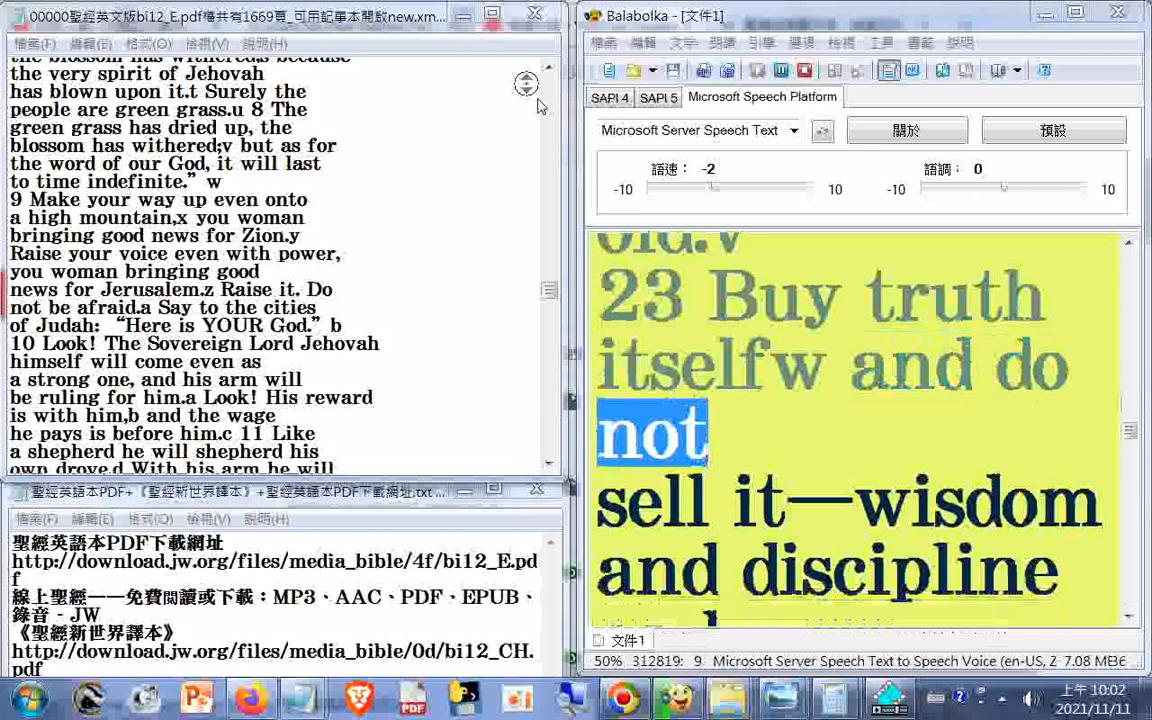 00000聖經英文版bi12_E.pdf檔共有1669頁_可用記事本開啟new.xm...
檔案(F) 編輯(E) 格式(O) 檢視(V) 說明(H)
the blossom has withered,s because
the very spirit of Jehovah
has blown upon it.t Surely the
people are green grass.u 8 The
green grass has dried up, the
blossom has withered;v but as for
the word of our God, it will last
to time indefinite.” w
9 Make your way up even onto
a high mountain,x you woman
bringing good news for Zion.y
Raise your voice even with power,
you woman bringing good
news for Jerusalem.z Raise it. Do
not be afraid.a Say to the cities
of Judah: “Here is YOUR God.” b
10 Look! The Sovereign Lord Jehovah
himself will come even as
a strong one, and his arm will
be ruling for him.a Look! His reward
is with him,b and the wage
he pays is before him.c 11 Like
a shepherd he will shepherd his
own drove.d With his arm he will
聖經英語本PDF+《聖經新世界譯本》+聖經英語本PDF下載網址.txt ...
檔案(F) 編輯(E) 格式(O) 檢視(V) 說明(H)
聖經英語本PDF下載網址
http://download.jw.org/files/media_bible/4f/bi12_E.pd
f
線上聖經——免費閱讀或下載：MP3、AAC、PDF、EPUB、
錄音 - JW
《聖經新世界譯本》
http://download.jw.org/files/media_bible/0d/bi12_CH.
pdf
Balabolka - [文件1]
檔案 編輯 文字 朗讀 引擎 選項 檢視 工具 書籤 說明
SAPI 4 SAPI 5 Microsoft Speech Platform
Microsoft Server Speech Text 關於 預設
語速： -2 語調： 0
-10 10 -10 10
old.v
23 Buy truth
itselfw and do
not
sell it—wisdom
and discipline
文件1
50% 312819: 9 Microsoft Server Speech Text to Speech Voice (en-US, Z 7.08 MB
PDF
上午 10:02
2021/11/11